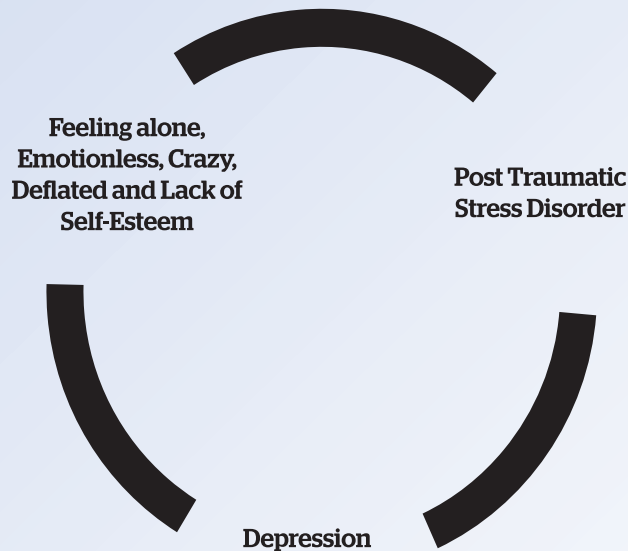 Feeling alone,
Emotionless, Crazy,
Deflated and Lack of
Self-Esteem
Post Traumatic
Stress Disorder
Depression